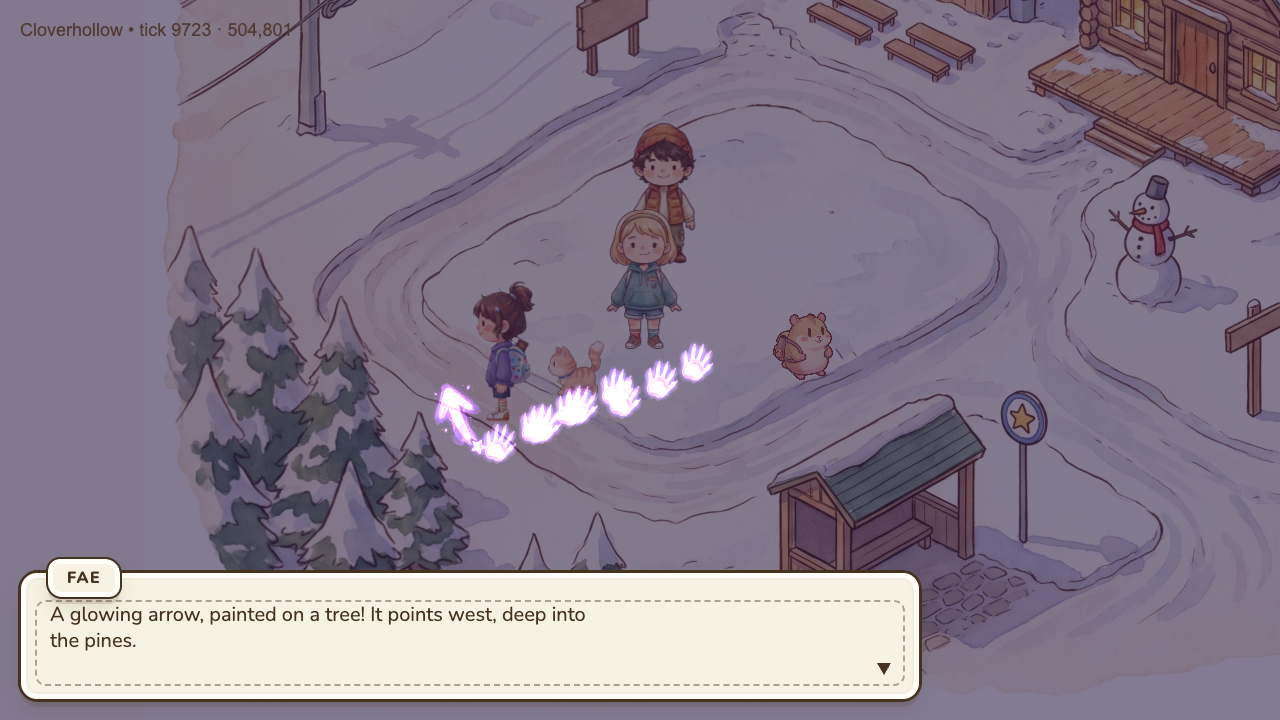 Cloverhollow • tick 9723 · 504,801
FAE
A glowing arrow, painted on a tree! It points west, deep into
the pines.